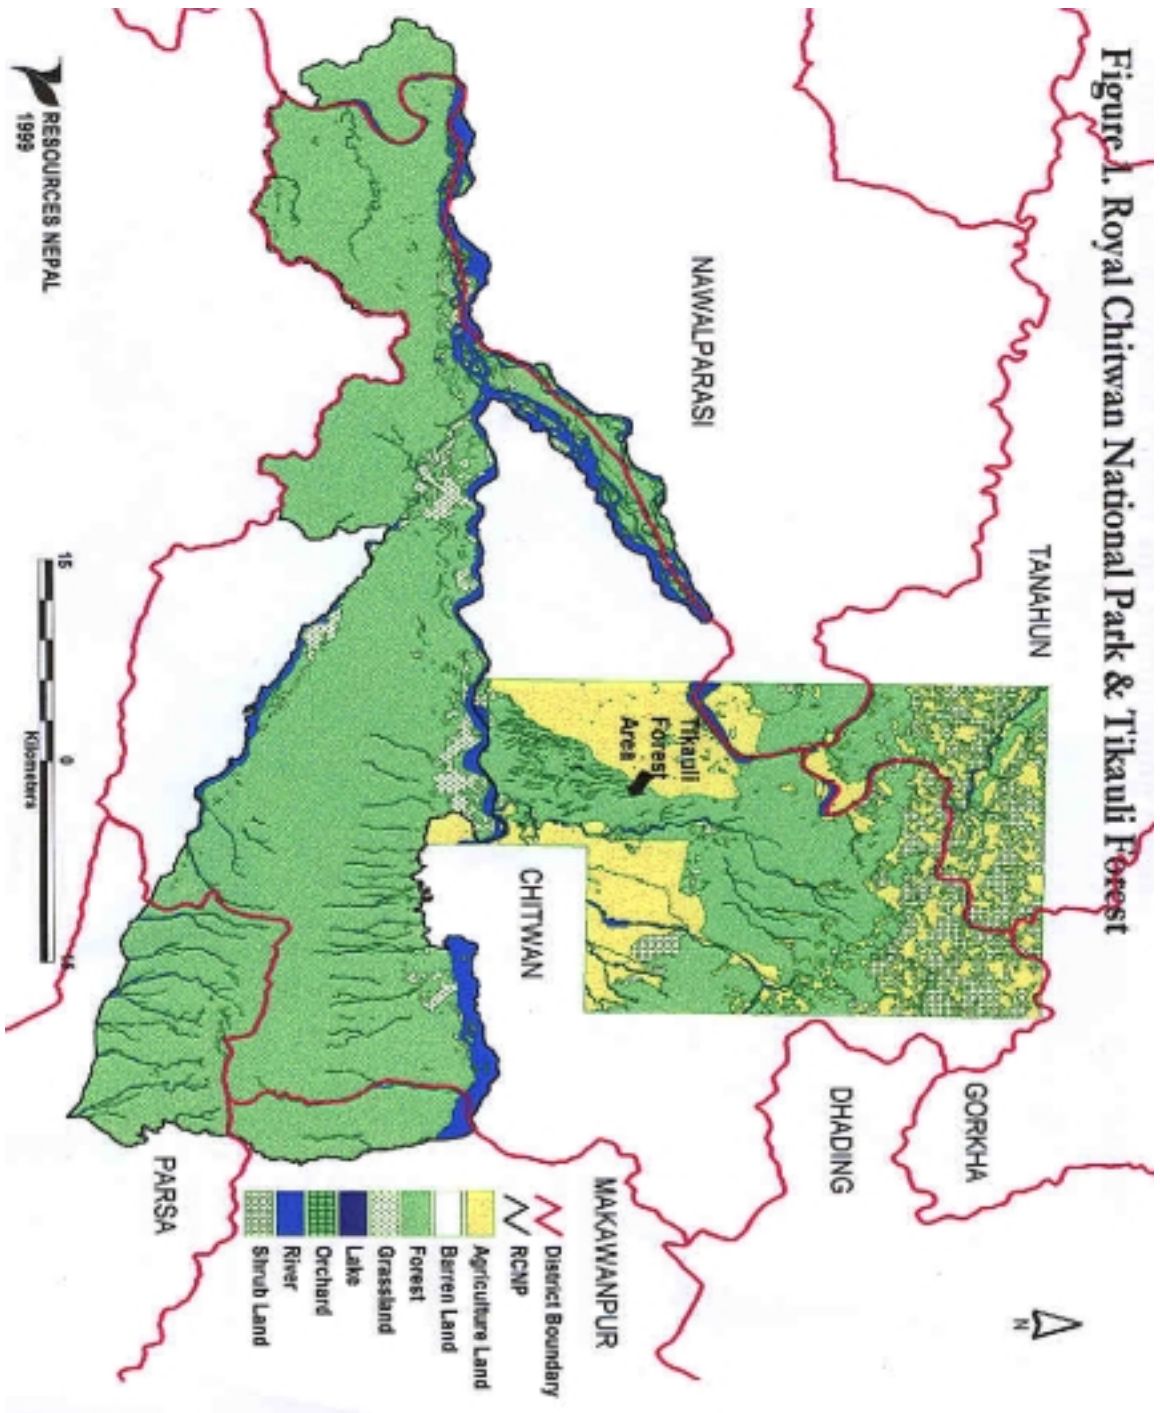 Figure 1. Royal Chitwan National Park & Tikauli Forest
TANAHUN
GORKHA
NAWALPARASI
DHADING
Tikauli
Forest
Area
CHITWAN
MAKAWANPUR
PARSA
N
District Boundary
RCNP
Agriculture Land
Barren Land
Forest
Grassland
Lake
Orchard
River
Shrub Land
15 0 15
Kilometers
RESOURCES NEPAL
1999